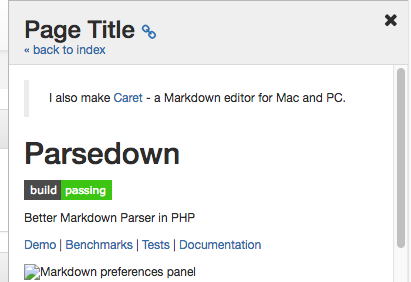 Page Title
« back to index
I also make Caret - a Markdown editor for Mac and PC.
Parsedown
build passing
Better Markdown Parser in PHP
Demo | Benchmarks | Tests | Documentation
Markdown preferences panel